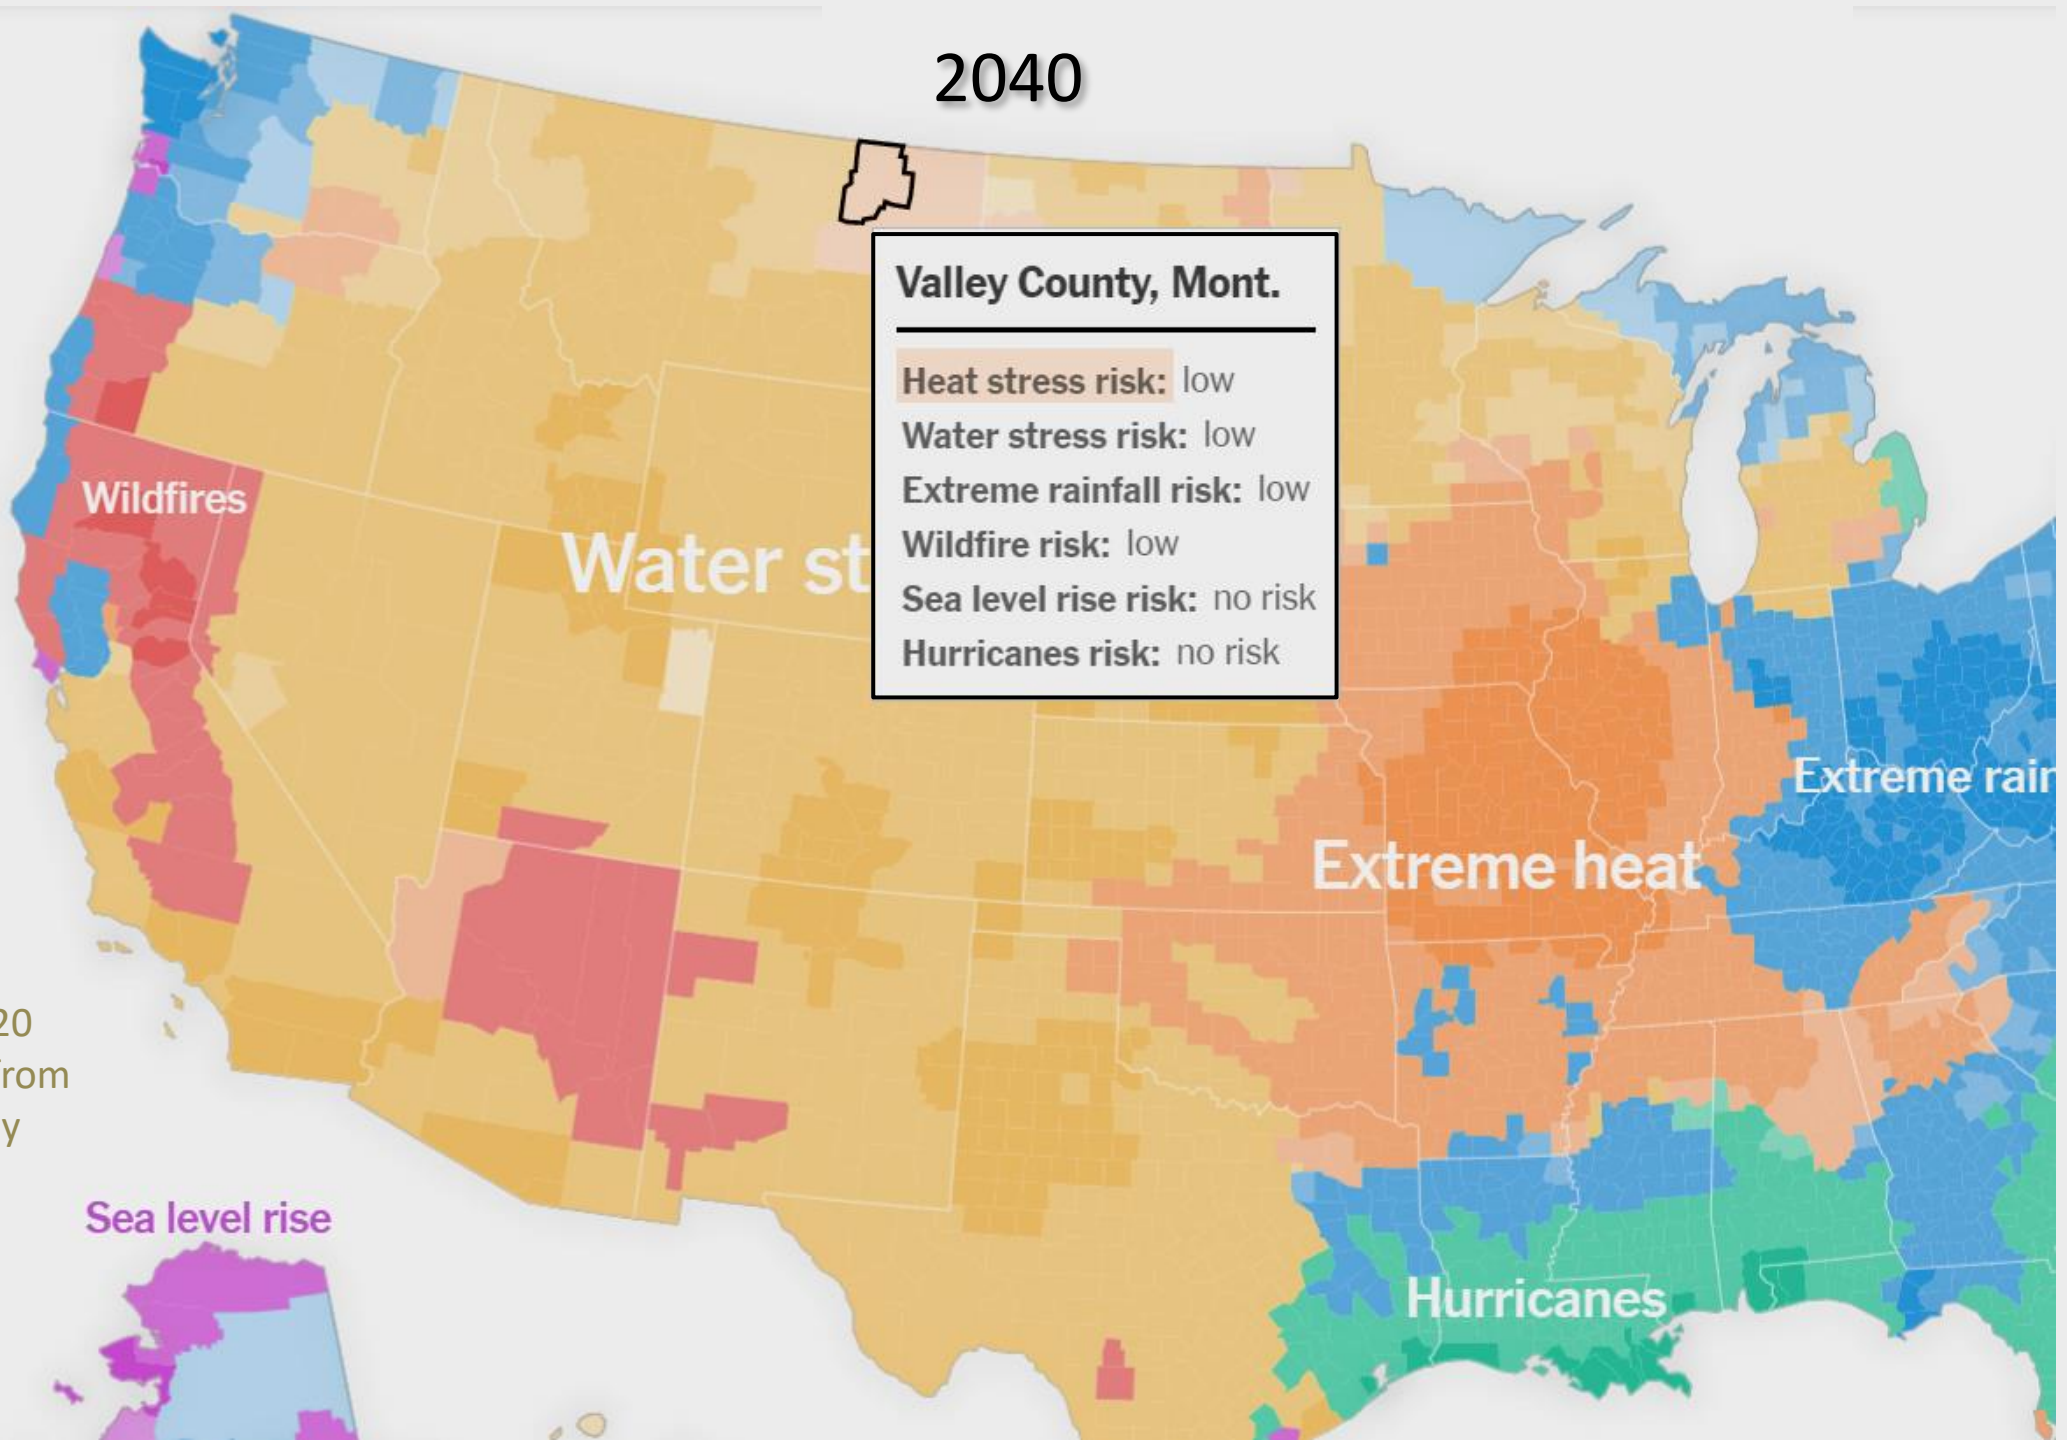 2040
Valley County, Mont.
Heat stress risk: low
Water stress risk: low
Extreme rainfall risk: low
Wildfire risk: low
Sea level rise risk: no risk
Hurricanes risk: no risk
Wildfires
Water st
Extreme rain
Extreme heat
20
from
y
Sea level rise
Hurricanes